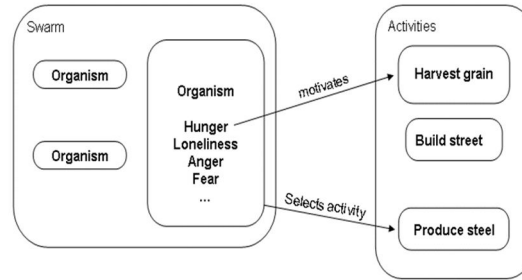 Swarm
Organism
Organism
Organism
Hunger
Loneliness
Anger
Fear
...
motivates
Selects activity
Activities
Harvest grain
Build street
Produce steel